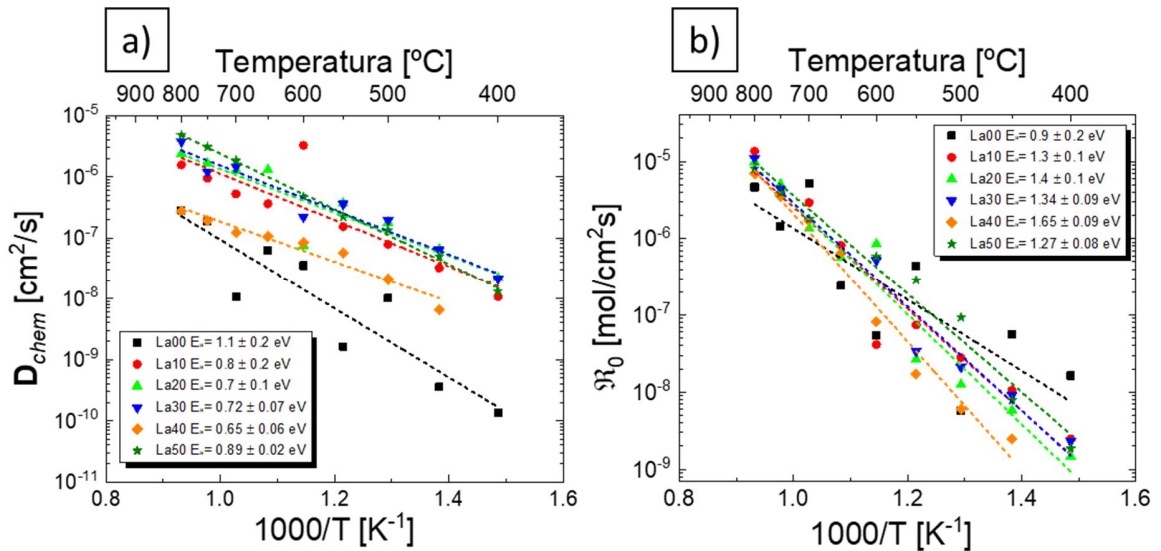 a)
Temperatura [ºC]
900 800 700 600 500 400
10⁻⁵
10⁻⁶
10⁻⁷
10⁻⁸
10⁻⁹
10⁻¹⁰
10⁻¹¹
D_chem [cm²/s]
La00 Eₐ= 1.1 ± 0.2 eV
La10 Eₐ= 0.8 ± 0.2 eV
La20 Eₐ= 0.7 ± 0.1 eV
La30 Eₐ= 0.72 ± 0.07 eV
La40 Eₐ= 0.65 ± 0.06 eV
La50 Eₐ= 0.89 ± 0.02 eV
0.8 1.0 1.2 1.4 1.6
1000/T [K⁻¹]
b)
Temperatura [ºC]
900 800 700 600 500 400
La00 Eₐ= 0.9 ± 0.2 eV
La10 Eₐ= 1.3 ± 0.1 eV
La20 Eₐ= 1.4 ± 0.1 eV
La30 Eₐ= 1.34 ± 0.09 eV
La40 Eₐ= 1.65 ± 0.09 eV
La50 Eₐ= 1.27 ± 0.08 eV
10⁻⁵
10⁻⁶
10⁻⁷
10⁻⁸
10⁻⁹
ℜ₀ [mol/cm²s]
0.8 1.0 1.2 1.4 1.6
1000/T [K⁻¹]